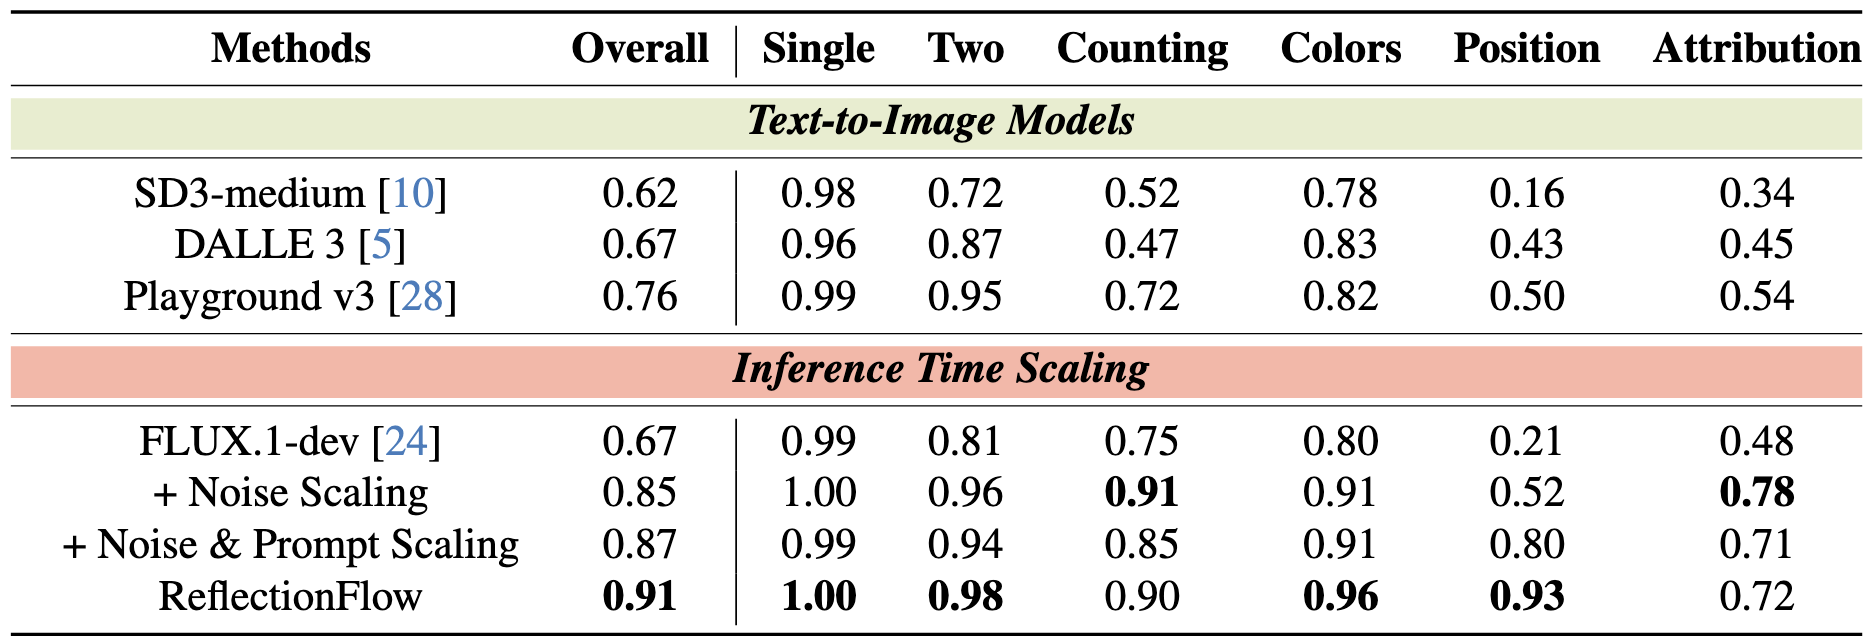 Methods Overall Single Two Counting Colors Position Attribution
Text-to-Image Models
SD3-medium [10] 0.62 0.98 0.72 0.52 0.78 0.16 0.34
DALLE 3 [5] 0.67 0.96 0.87 0.47 0.83 0.43 0.45
Playground v3 [28] 0.76 0.99 0.95 0.72 0.82 0.50 0.54
Inference Time Scaling
FLUX.1-dev [24] 0.67 0.99 0.81 0.75 0.80 0.21 0.48
+ Noise Scaling 0.85 1.00 0.96 0.91 0.91 0.52 0.78
+ Noise & Prompt Scaling 0.87 0.99 0.94 0.85 0.91 0.80 0.71
ReflectionFlow 0.91 1.00 0.98 0.90 0.96 0.93 0.72